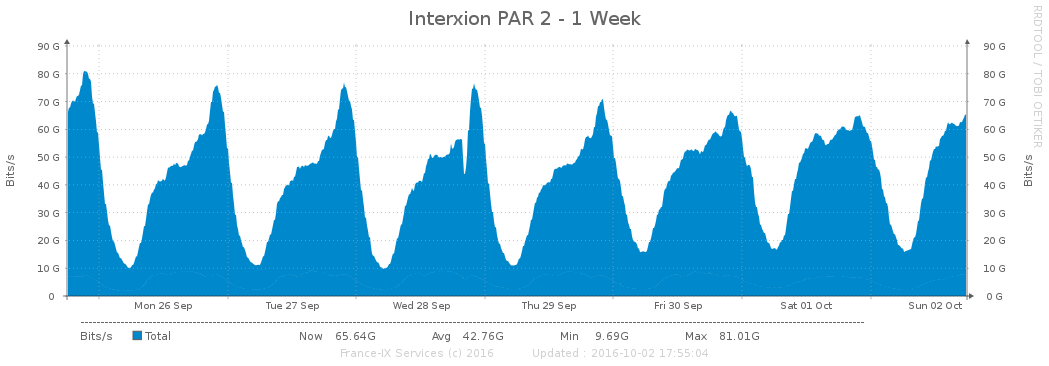 Interxion PAR 2 - 1 Week
RRDTOOL / TOBI OETIKER
Bits/s
90 G 90 G
80 G 80 G
70 G 70 G
60 G 60 G
50 G 50 G
40 G 40 G
30 G 30 G
20 G 20 G
10 G 10 G
0 0 G
Bits/s
Mon 26 Sep Tue 27 Sep Wed 28 Sep Thu 29 Sep Fri 30 Sep Sat 01 Oct Sun 02 Oct
Bits/s Total Now 65.64G Avg 42.76G Min 9.69G Max 81.01G
France-IX Services (c) 2016 Updated : 2016-10-02 17:55:04